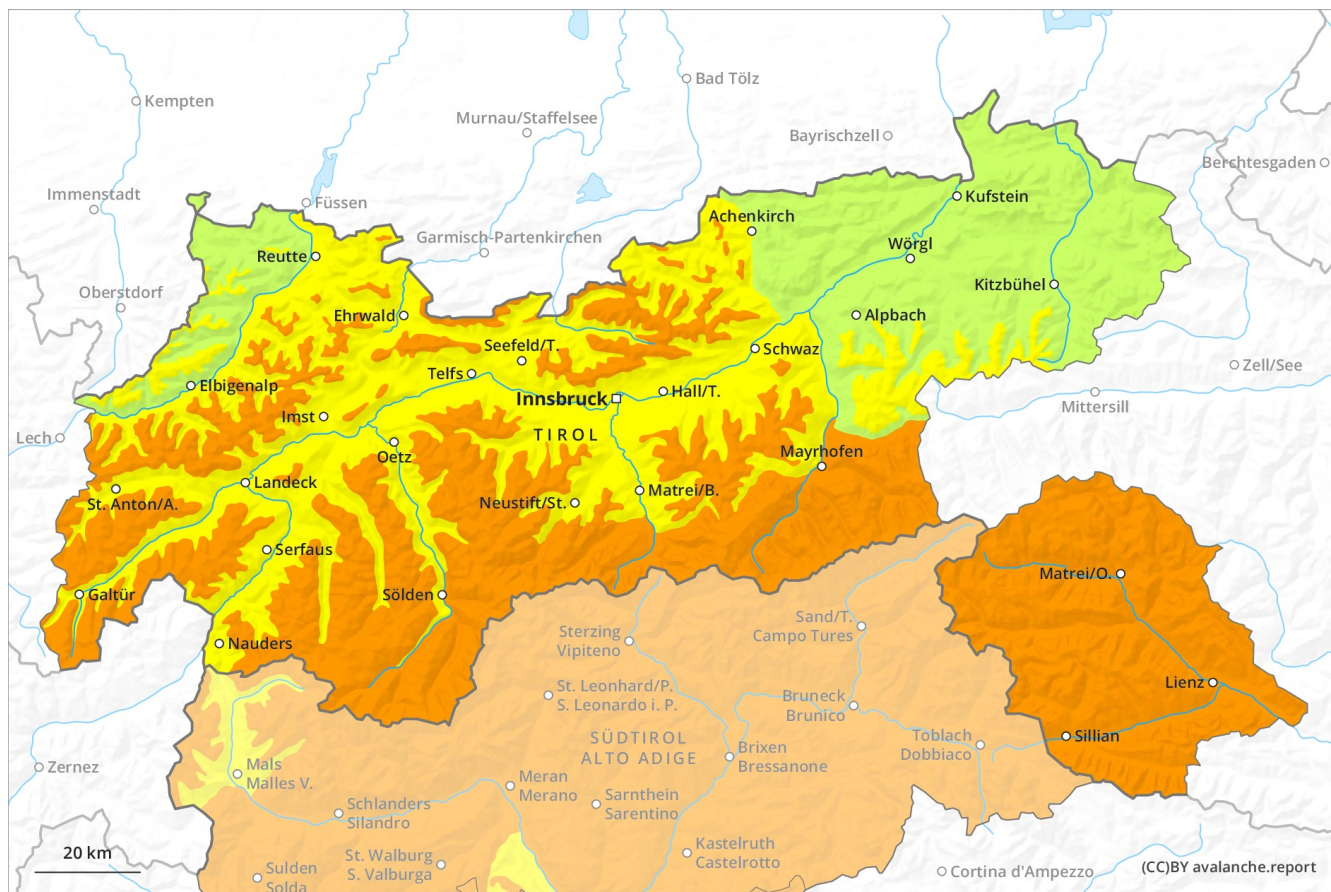 Bad Tölz
Kempten
Murnau/Staffelsee
Bayrischzell
Berchtesgaden
Immenstadt
Füssen
Kufstein
Achenkirch
Garmisch-Partenkirchen
Reutte
Wörgl
Oberstdorf
Kitzbühel
Ehrwald
Alpbach
Seefeld/T.
Schwaz
Zell/See
Telfs
Elbigenalp
Innsbruck
Hall/T.
Mittersill
Imst
Lech
TIROL
Oetz
Mayrhofen
Landeck
St. Anton/A.
Matrei/B.
Neustift/St.
Serfaus
Matrei/O.
Galtür
Sölden
Sand/T.
Campo Tures
Sterzing
Vipiteno
Nauders
Lienz
St. Leonhard/P.
S. Leonardo i. P.
Bruneck
Brunico
SÜDTIROL
ALTO ADIGE
Toblach
Dobbiaco
Sillian
Brixen
Bressanone
Zernez
Mals
Malles V.
Meran
Merano
Sarnthein
Sarentino
Schlanders
Silandro
Kastelruth
Castelrotto
20 km
St. Walburg
S. Valburga
Sulden
Solda
Cortina d'Ampezzo
(CC)BY avalanche.report